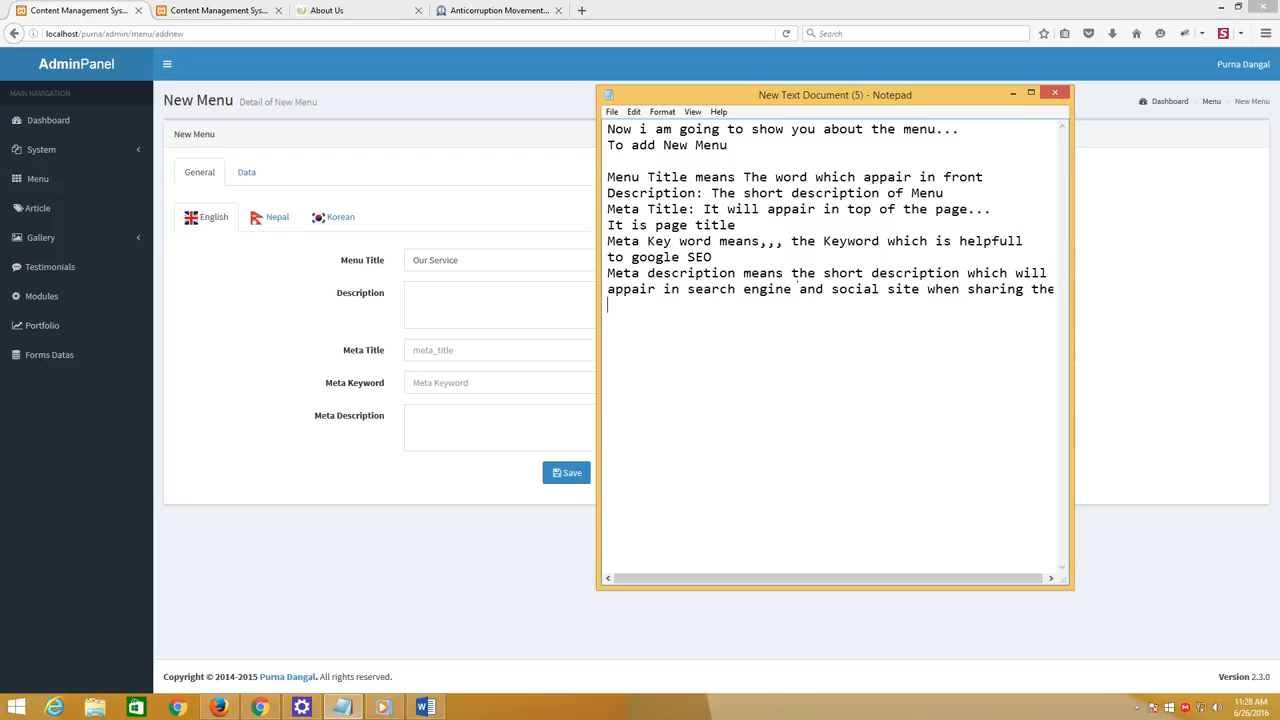 Content Management Sys...
Content Management Sys...
About Us
Anticorruption Movement...
localhost/purna/admin/menu/addnew
Search
AdminPanel
Purna Dangal
MAIN NAVIGATION
Dashboard
System
Menu
Article
Gallery
Testimonials
Modules
Portfolio
Forms Datas
New Menu Detail of New Menu
Dashboard
Menu
New Menu
New Menu
General
Data
English
Nepal
Korean
Menu Title
Our Service
Description
Meta Title
meta_title
Meta Keyword
Meta Keyword
Meta Description
Save
New Text Document (5) - Notepad
File Edit Format View Help
Now i am going to show you about the menu...
To add New Menu
Menu Title means The word which appair in front
Description: The short description of Menu
Meta Title: It will appair in top of the page...
It is page title
Meta Key word means,,, the Keyword which is helpfull
to google SEO
Meta description means the short description which will
appair in search engine and social site when sharing the
Copyright © 2014-2015 Purna Dangal. All rights reserved.
Version 2.3.0
11:28 AM
6/26/2016